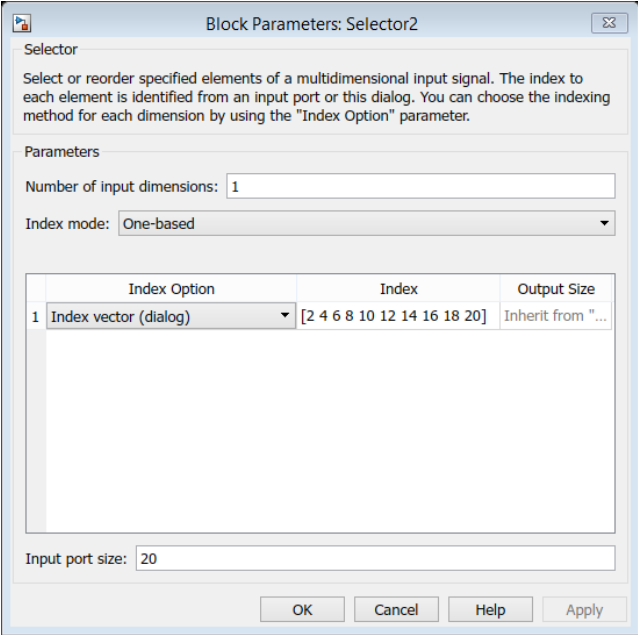 Block Parameters: Selector2
Selector
Select or reorder specified elements of a multidimensional input signal. The index to
each element is identified from an input port or this dialog. You can choose the indexing
method for each dimension by using the "Index Option" parameter.
Parameters
Number of input dimensions: 1
Index mode: One-based
Index Option Index Output Size
1 Index vector (dialog) [2 4 6 8 10 12 14 16 18 20] Inherit from "...
Input port size: 20
OK Cancel Help Apply